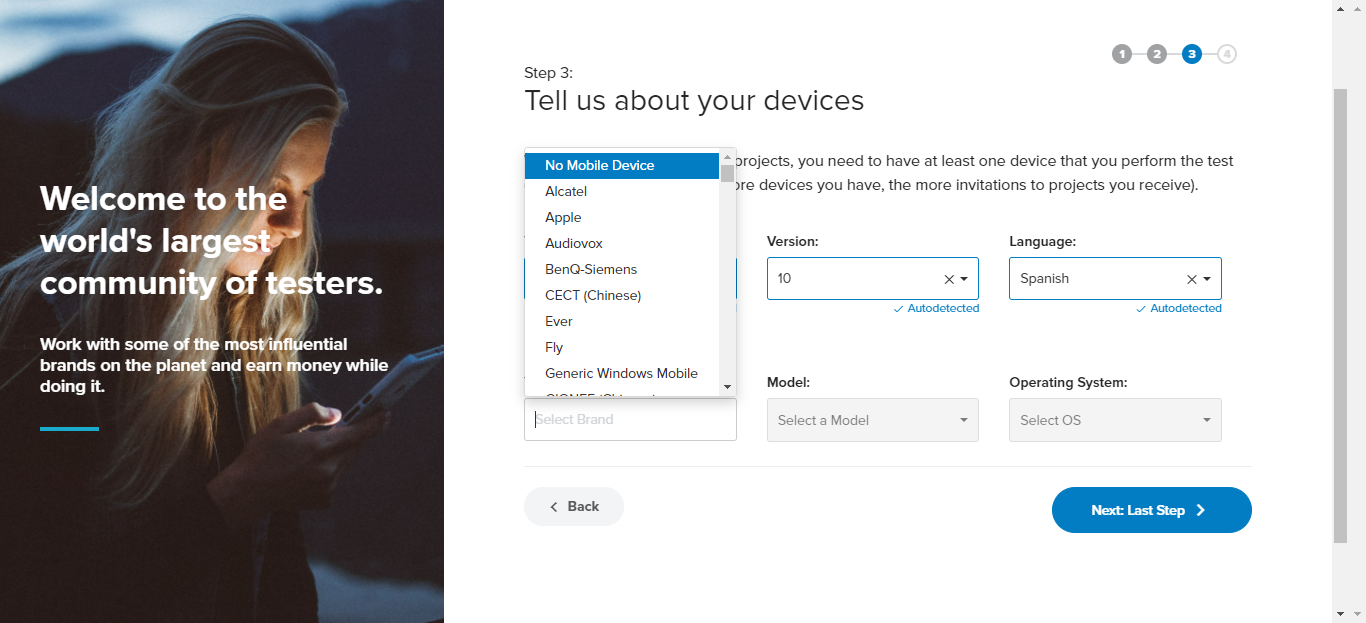 Welcome to the
world's largest
community of testers.
Work with some of the most influential
brands on the planet and earn money while
doing it.
1 2 3 4
Step 3:
Tell us about your devices
projects, you need to have at least one device that you perform the test
ore devices you have, the more invitations to projects you receive).
No Mobile Device
Alcatel
Apple
Audiovox
BenQ-Siemens
CECT (Chinese)
Ever
Fly
Generic Windows Mobile
Select Brand
Version:
10
Autodetected
Language:
Spanish
Autodetected
Model:
Select a Model
Operating System:
Select OS
Back
Next: Last Step